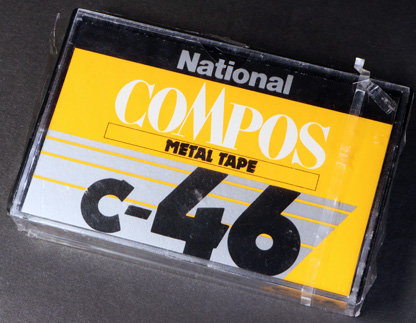 National
COMPOS
METAL TAPE
C-46